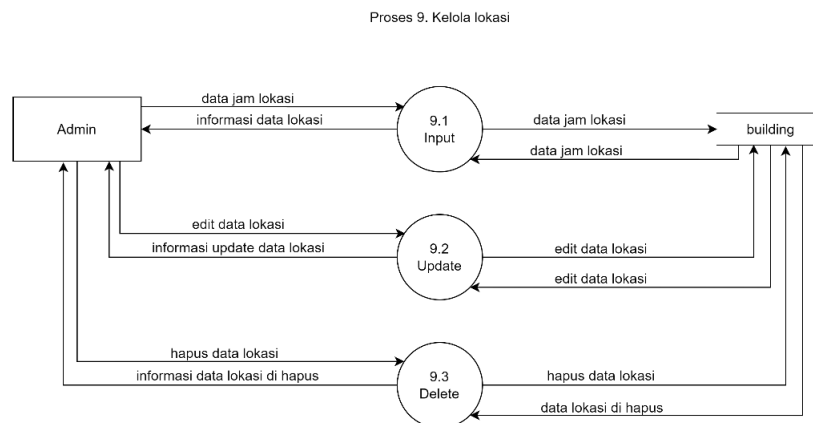 Proses 9. Kelola lokasi
data jam lokasi
Admin
informasi data lokasi
9.1
Input
data jam lokasi
building
data jam lokasi
edit data lokasi
informasi update data lokasi
9.2
Update
edit data lokasi
edit data lokasi
hapus data lokasi
informasi data lokasi di hapus
9.3
Delete
hapus data lokasi
data lokasi di hapus